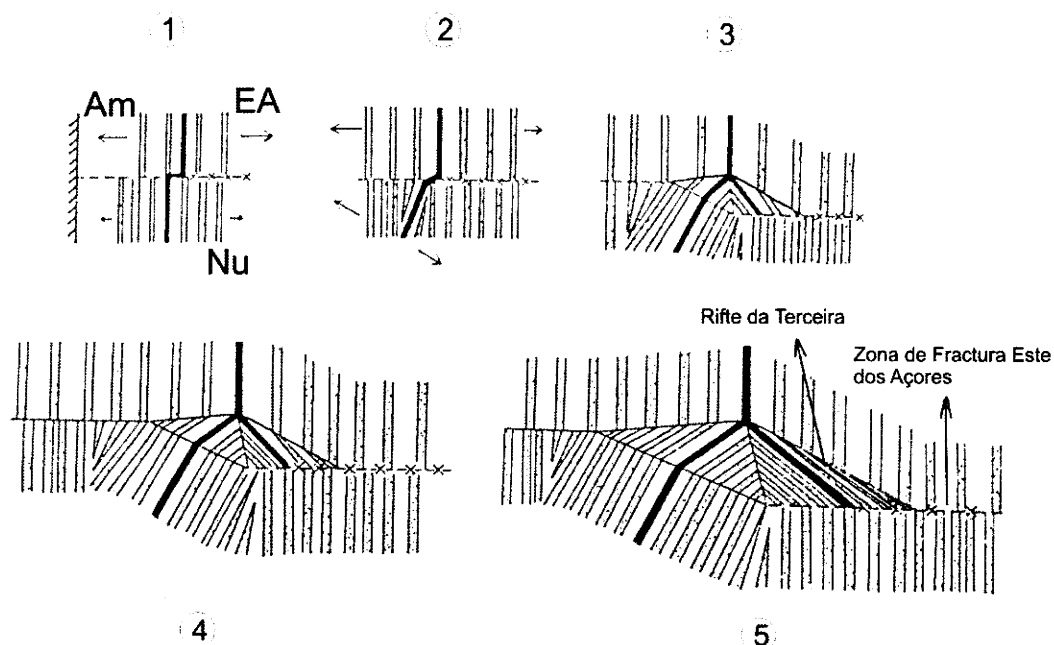 1
2
3
Am
EA
Nu
Rifte da Terceira
Zona de Fractura Este
dos Açores
4
5